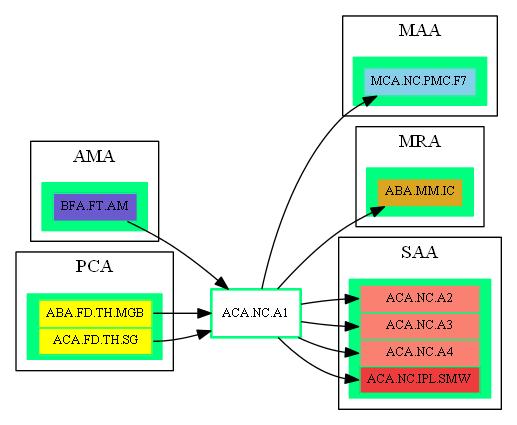 MAA
MCA.NC.PMC.F7
MRA
ABA.MM.IC
AMA
BFA.FT.AM
PCA
ABA.FD.TH.MGB
ACA.FD.TH.SG
ACA.NC.A1
SAA
ACA.NC.A2
ACA.NC.A3
ACA.NC.A4
ACA.NC.IPL.SMW